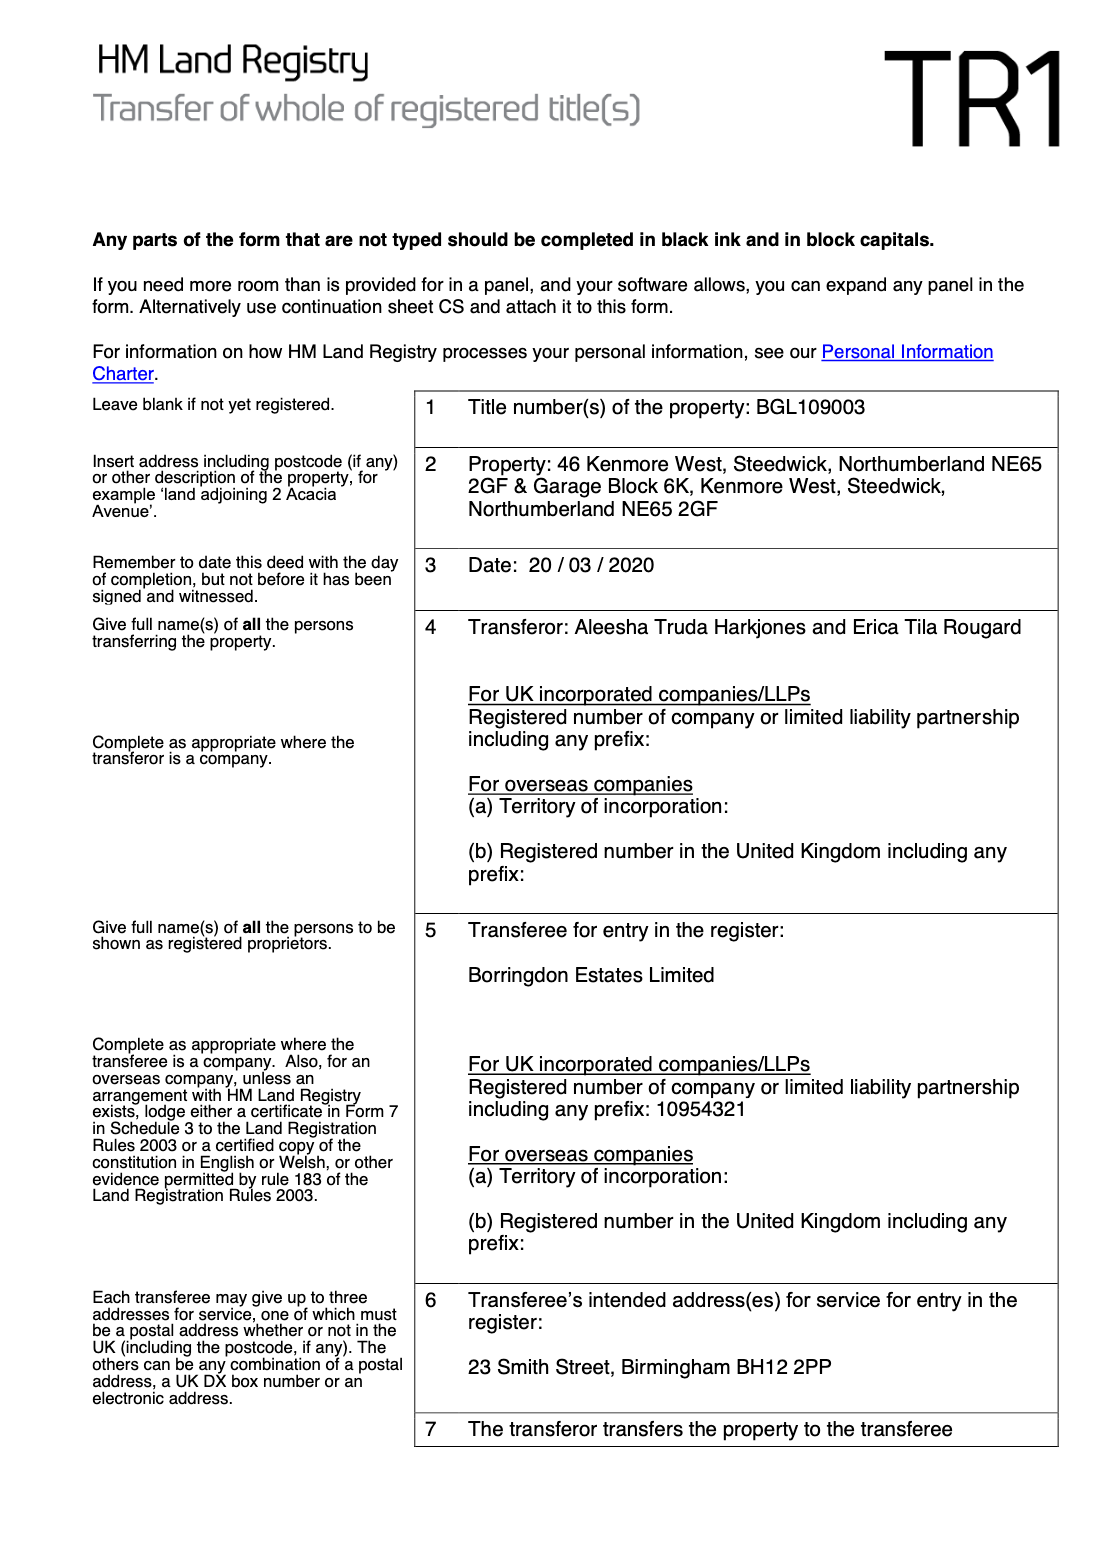 HM Land Registry
Transfer of whole of registered title(s)
TR1
Any parts of the form that are not typed should be completed in black ink and in block capitals.
If you need more room than is provided for in a panel, and your software allows, you can expand any panel in the
form. Alternatively use continuation sheet CS and attach it to this form.
For information on how HM Land Registry processes your personal information, see our Personal Information
Charter.
Leave blank if not yet registered.
1 Title number(s) of the property: BGL109003
Insert address including postcode (if any)
or other description of the property, for
example ‘land adjoining 2 Acacia
Avenue’.
2 Property: 46 Kenmore West, Steedwick, Northumberland NE65
2GF & Garage Block 6K, Kenmore West, Steedwick,
Northumberland NE65 2GF
Remember to date this deed with the day
of completion, but not before it has been
signed and witnessed.
3 Date: 20 / 03 / 2020
Give full name(s) of all the persons
transferring the property.
4 Transferor: Aleesha Truda Harkjones and Erica Tila Rougard
Complete as appropriate where the
transferor is a company.
For UK incorporated companies/LLPs
Registered number of company or limited liability partnership
including any prefix:
For overseas companies
(a) Territory of incorporation:
(b) Registered number in the United Kingdom including any
prefix:
Give full name(s) of all the persons to be
shown as registered proprietors.
5 Transferee for entry in the register:
Borringdon Estates Limited
Complete as appropriate where the
transferee is a company. Also, for an
overseas company, unless an
arrangement with HM Land Registry
exists, lodge either a certificate in Form 7
in Schedule 3 to the Land Registration
Rules 2003 or a certified copy of the
constitution in English or Welsh, or other
evidence permitted by rule 183 of the
Land Registration Rules 2003.
For UK incorporated companies/LLPs
Registered number of company or limited liability partnership
including any prefix: 10954321
For overseas companies
(a) Territory of incorporation:
(b) Registered number in the United Kingdom including any
prefix:
Each transferee may give up to three
addresses for service, one of which must
be a postal address whether or not in the
UK (including the postcode, if any). The
others can be any combination of a postal
address, a UK DX box number or an
electronic address.
6 Transferee’s intended address(es) for service for entry in the
register:
23 Smith Street, Birmingham BH12 2PP
7 The transferor transfers the property to the transferee